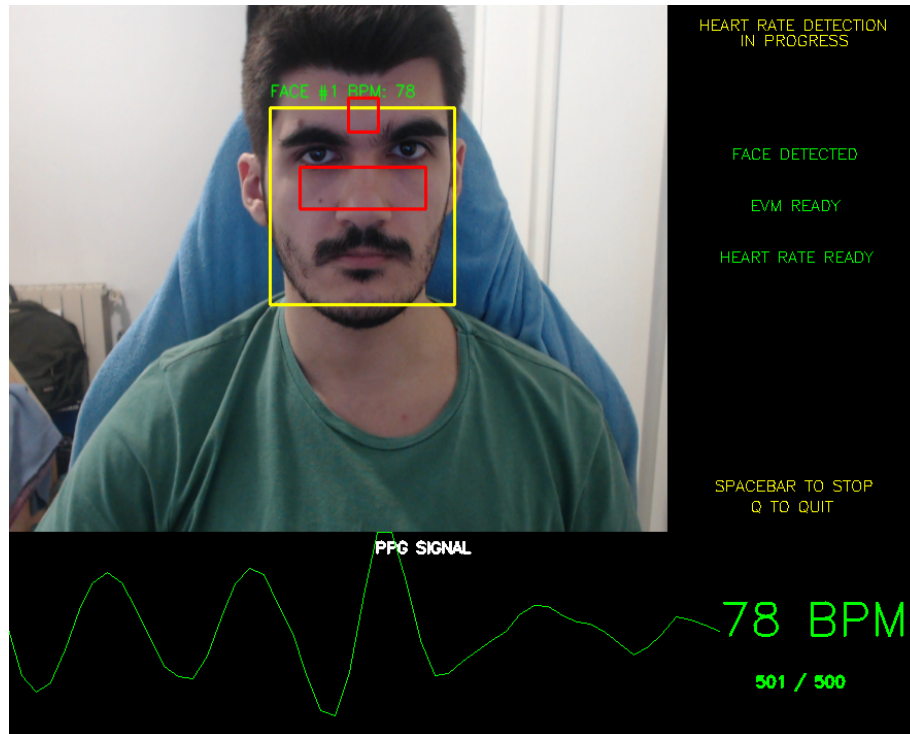 HEART RATE DETECTION
IN PROGRESS
FACE #1 BPM: 78
FACE DETECTED
EVM READY
HEART RATE READY
SPACEBAR TO STOP
Q TO QUIT
PPG SIGNAL
78 BPM
501 / 500